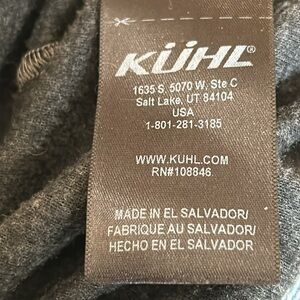 KÜHL®
1635 S. 5070 W. Ste C
Salt Lake, UT 84104
USA
1-801-281-3185
WWW.KUHL.COM
RN#108846
MADE IN EL SALVADOR/
FABRIQUE AU SALVADOR/
HECHO EN EL SALVADOR